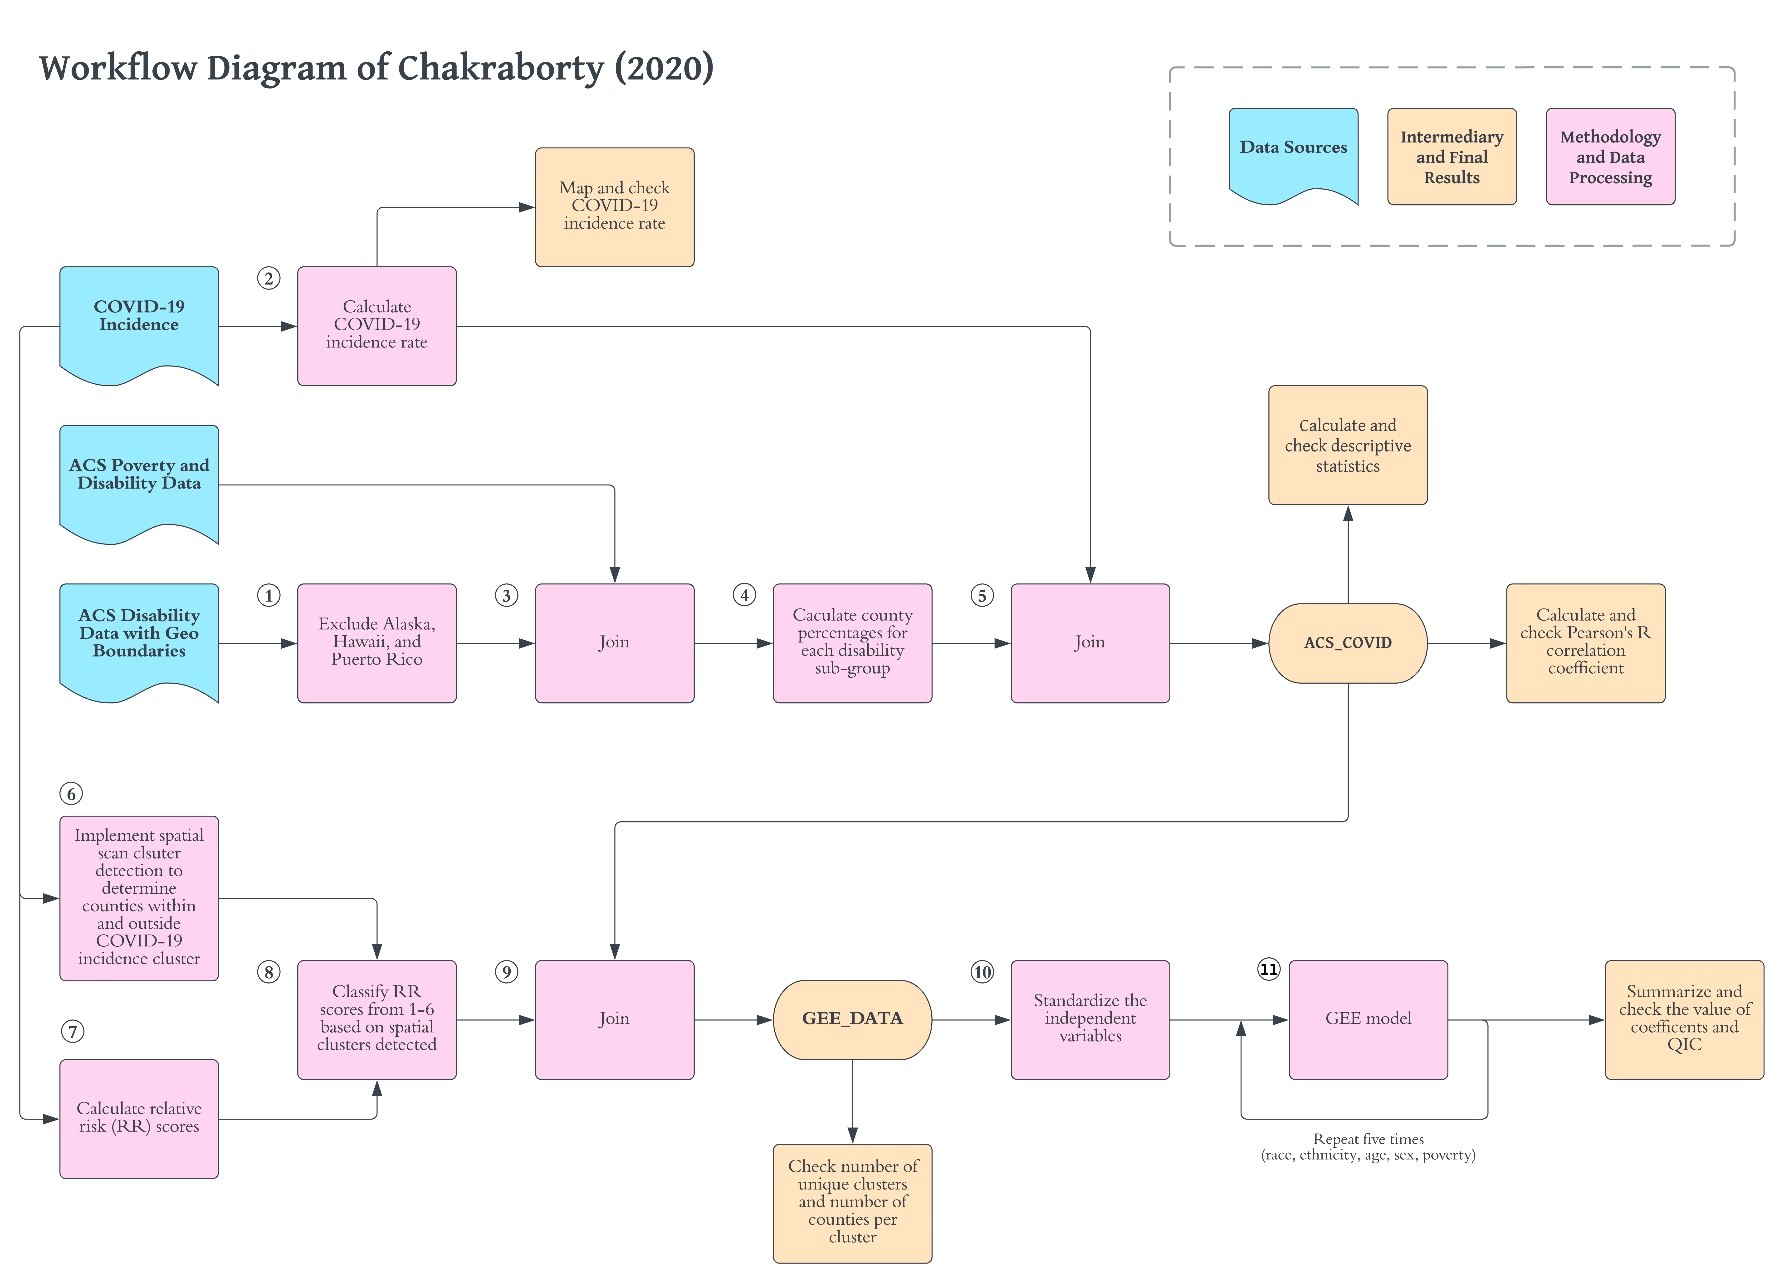 Workflow Diagram of Chakraborty (2020)
Data Sources
Intermediary
and Final
Results
Methodology
and Data
Processing
Map and check
COVID-19
incidence rate
COVID-19
Incidence
2
Calculate
COVID-19
incidence rate
ACS Poverty and
Disability Data
Calculate and
check descriptive
statistics
ACS Disability
Data with Geo
Boundaries
1
Exclude Alaska,
Hawaii, and
Puerto Rico
3
Join
4
Caculate county
percentages for
each disability
sub-group
5
Join
ACS_COVID
Calculate and
check Pearson's R
correlation
coefficient
6
Implement spatial
scan clsuter
detection to
determine
counties within
and outside
COVID-19
incidence cluster
7
Calculate relative
risk (RR) scores
8
Classify RR
scores from 1-6
based on spatial
clusters detected
9
Join
GEE_DATA
10
Standardize the
independent
variables
11
GEE model
Summarize and
check the value of
coefficents and
QIC
Repeat five times
(race, ethnicity, age, sex, poverty)
Check number of
unique clusters
and number of
counties per
cluster